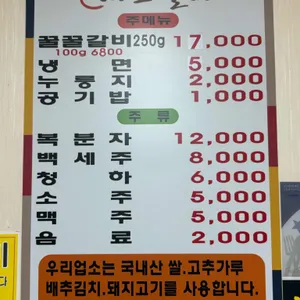 주메뉴
꿀꿀갈비 250g 17,000
100g 6800
냉면 5,000
누룽지 2,000
공기밥 1,000
주류
복분자 12,000
백세주 8,000
청하 5,000
소주 5,000
맥주 5,000
음료 2,000
우리업소는 국내산 쌀.고추가루
배추김치.돼지고기를 사용합니다.